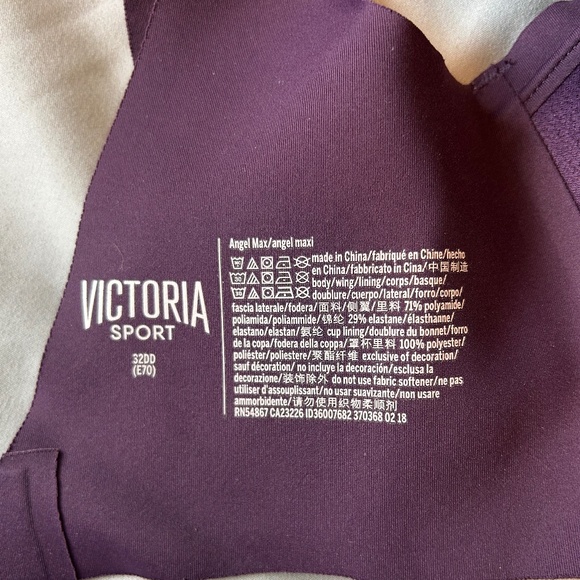 VICTORIA
SPORT
32DD
(E70)
Angel Max/angel maxi
made in China/fabriqué en Chine/hecho
en China/fabbricato in Cina/中国制造
body/wing/lining/corps/basque/
doublure/cuerpo/lateral/forro/corpo/
fascia laterale/fodera/面料/侧翼/里料 71% polyamide/
poliamida/poliammide/锦纶 29% elastane/élasthanne/
elastano/elastan/氨纶 cup lining/doublure du bonnet/forro
de la copa/fodera della coppa/罩杯里料 100% polyester/
poliéster/poliestere/聚酯纤维 exclusive of decoration/
sauf décoration/ no incluye la decoración/esclusa la
decorazione/装饰除外 do not use fabric softener/ne pas
utiliser d'assouplissant/no usar suavizante/non usare
ammorbidente/请勿使用织物柔顺剂
RN54867 CA23226 ID36007682 370368 02 18